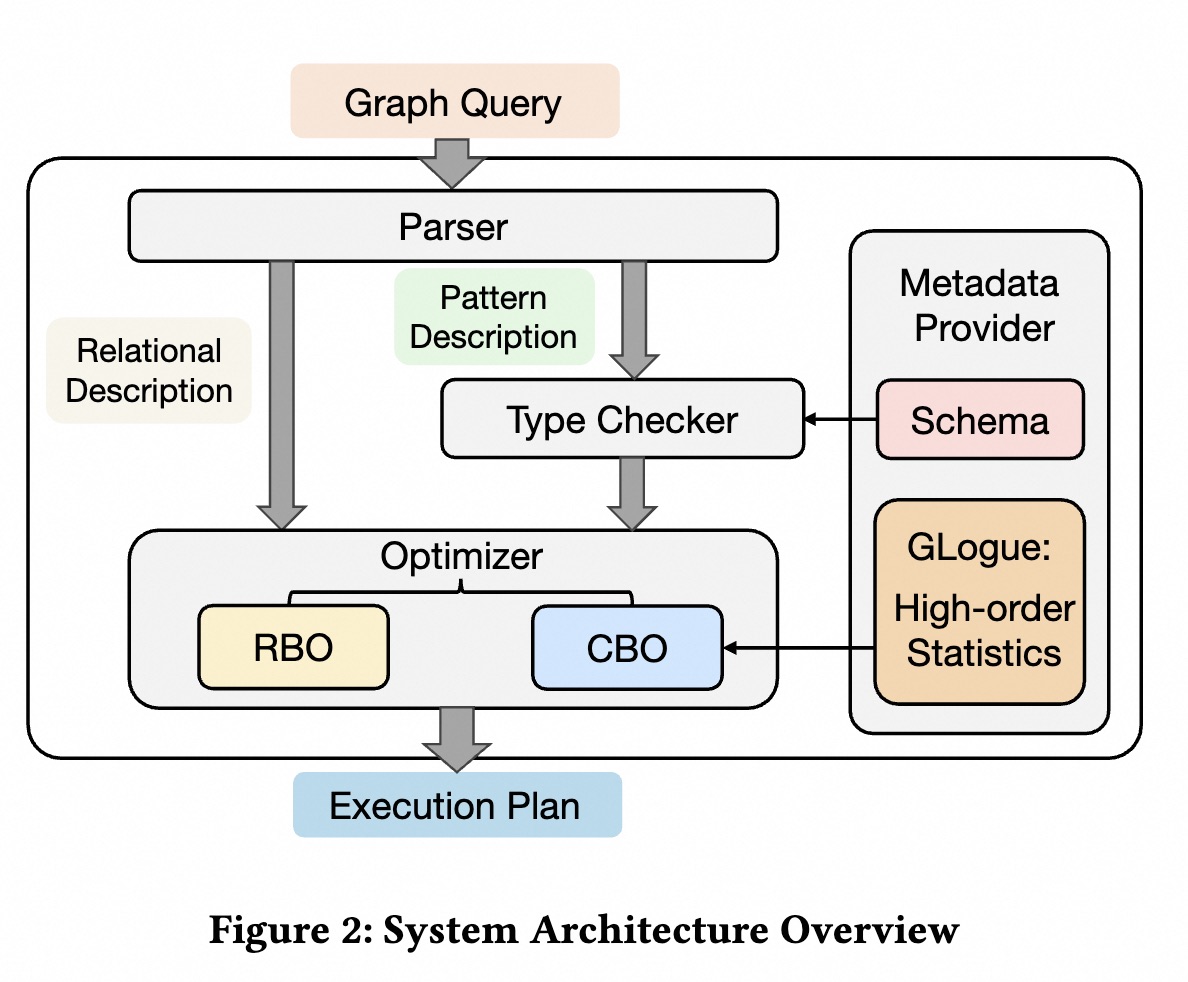 Graph Query
Parser
Pattern
Description
Relational
Description
Metadata
Provider
Type Checker
Schema
Optimizer
RBO
CBO
GLogue:
High-order
Statistics
Execution Plan
Figure 2: System Architecture Overview